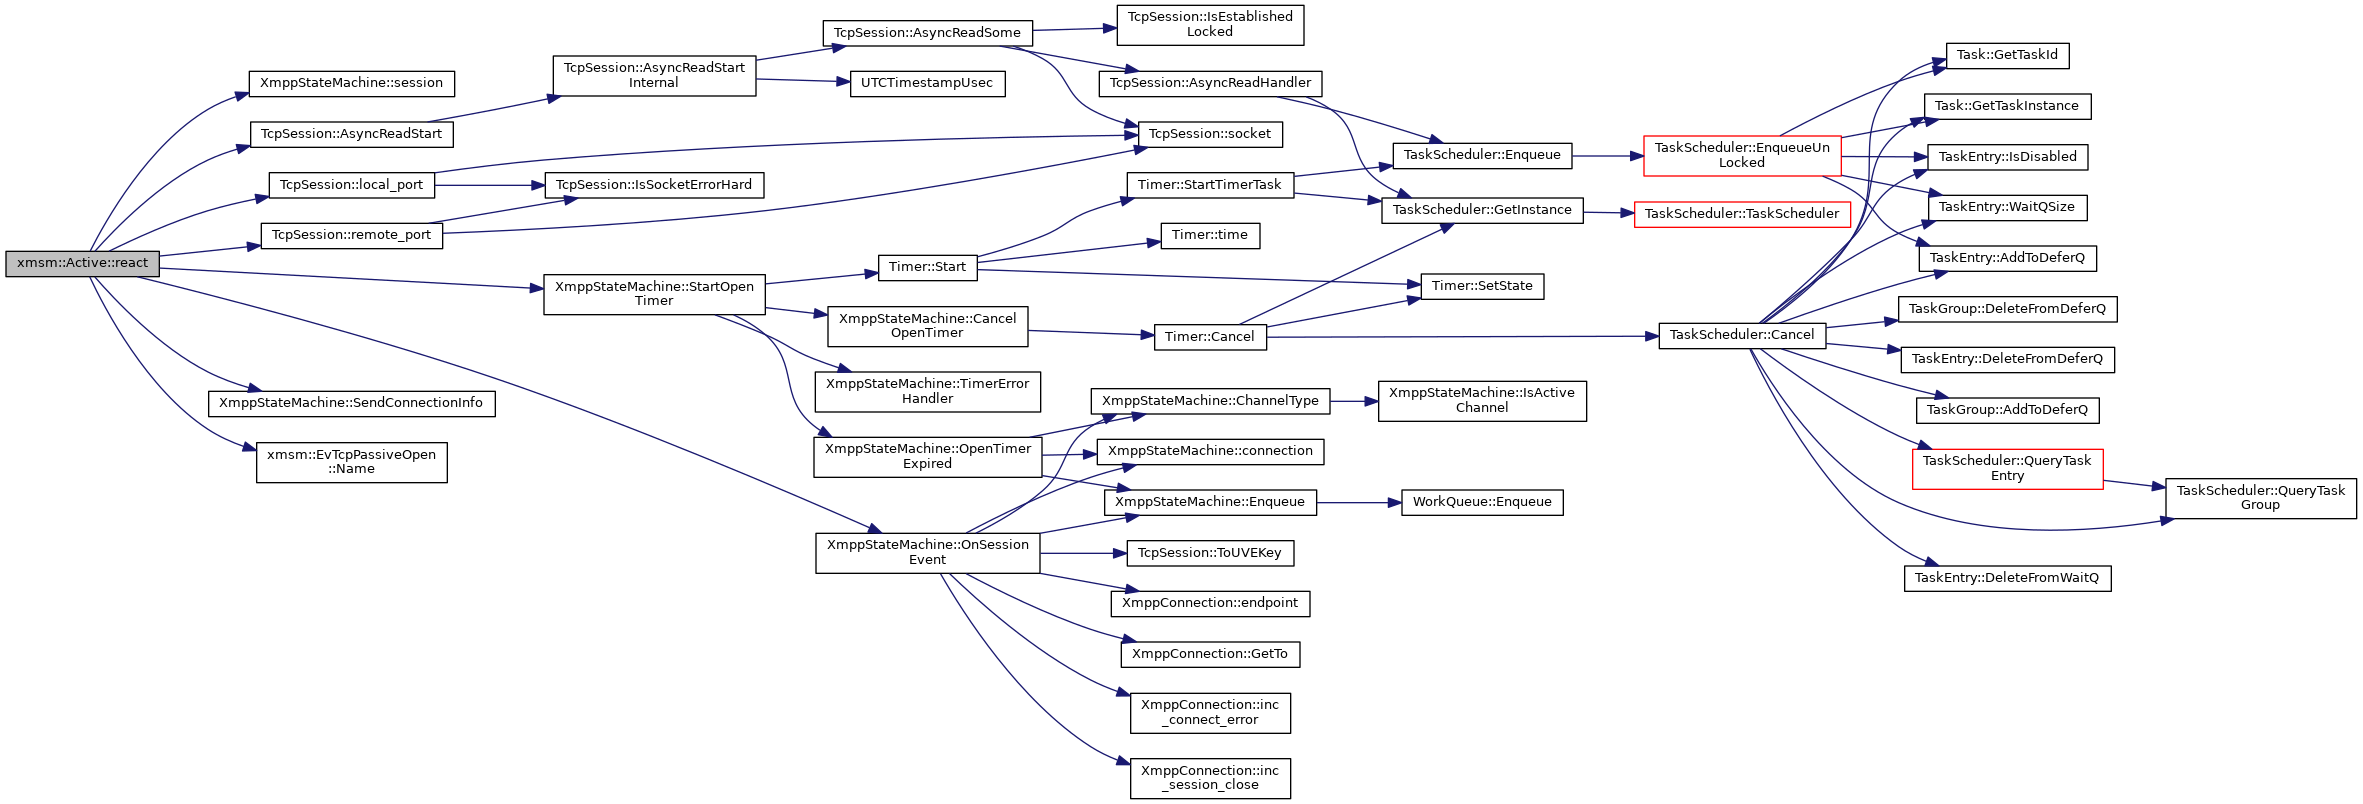 xmsm::Active::react
XmppStateMachine::session
TcpSession::AsyncReadStart
TcpSession::local_port
TcpSession::remote_port
XmppStateMachine::SendConnectionInfo
xmsm::EvTcpPassiveOpen
::Name
TcpSession::AsyncReadStart
Internal
TcpSession::IsSocketErrorHard
XmppStateMachine::StartOpen
Timer
TcpSession::AsyncReadSome
UTCTimestampUsec
Timer::Start
XmppStateMachine::Cancel
OpenTimer
XmppStateMachine::TimerError
Handler
XmppStateMachine::OpenTimer
Expired
XmppStateMachine::OnSession
Event
TcpSession::IsEstablished
Locked
TcpSession::AsyncReadHandler
TcpSession::socket
Timer::StartTimerTask
Timer::time
Timer::Cancel
XmppStateMachine::ChannelType
XmppStateMachine::connection
XmppStateMachine::Enqueue
TcpSession::ToUVEKey
XmppConnection::endpoint
XmppConnection::GetTo
XmppConnection::inc
_connect_error
XmppConnection::inc
_session_close
TaskScheduler::Enqueue
TaskScheduler::GetInstance
Timer::SetState
XmppStateMachine::IsActive
Channel
WorkQueue::Enqueue
TaskScheduler::EnqueueUn
Locked
TaskScheduler::TaskScheduler
TaskScheduler::Cancel
Task::GetTaskId
Task::GetTaskInstance
TaskEntry::IsDisabled
TaskEntry::WaitQSize
TaskEntry::AddToDeferQ
TaskGroup::DeleteFromDeferQ
TaskEntry::DeleteFromDeferQ
TaskGroup::AddToDeferQ
TaskScheduler::QueryTask
Entry
TaskEntry::DeleteFromWaitQ
TaskScheduler::QueryTask
Group